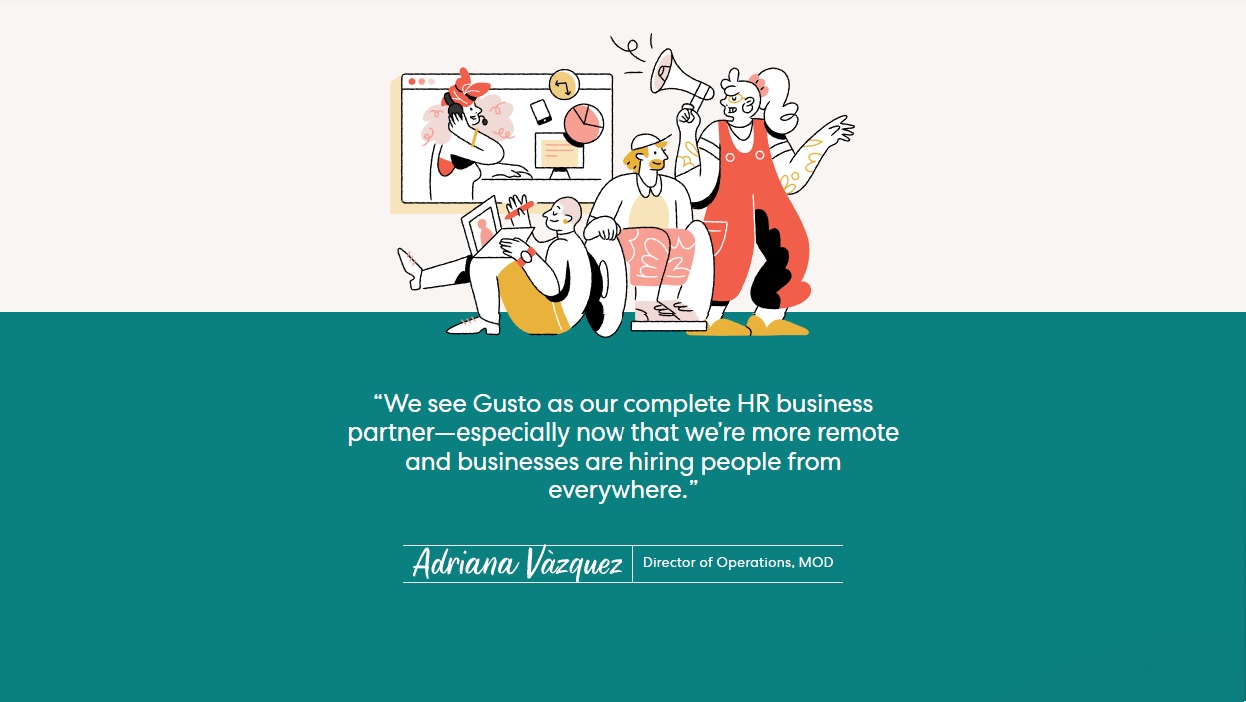 “We see Gusto as our complete HR business
partner—especially now that we’re more remote
and businesses are hiring people from
everywhere.”
Adriana Vàzquez
Director of Operations, MOD